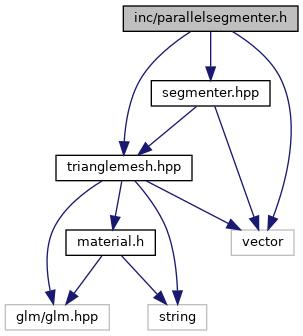 inc/parallelsegmenter.h
segmenter.hpp
trianglemesh.hpp
material.h
vector
glm/glm.hpp
string